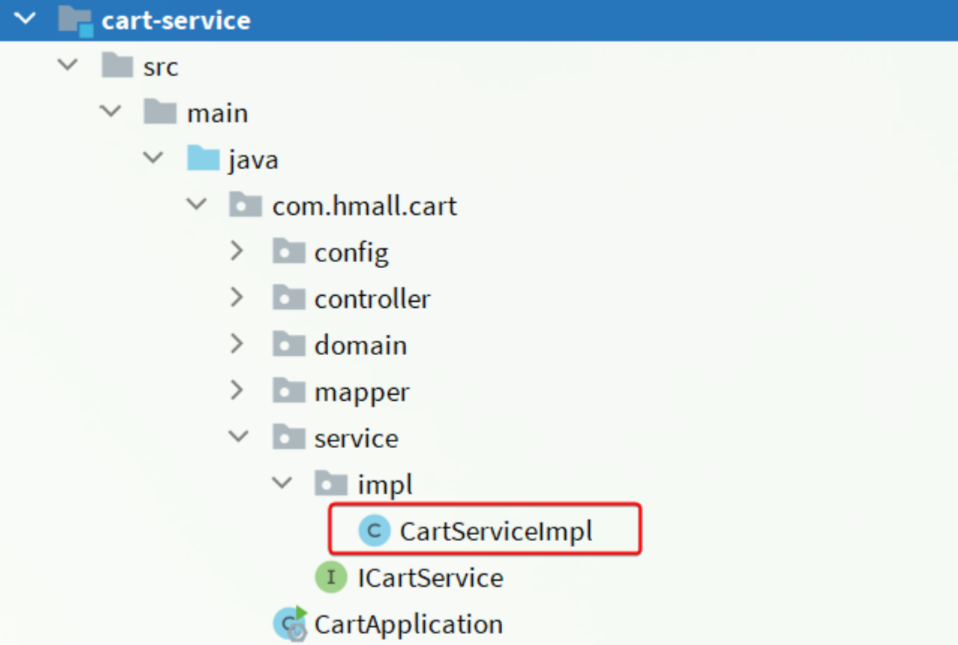 cart-service
src
main
java
com.hmall.cart
config
controller
domain
mapper
service
impl
C CartServiceImpl
I ICartService
C CartApplication